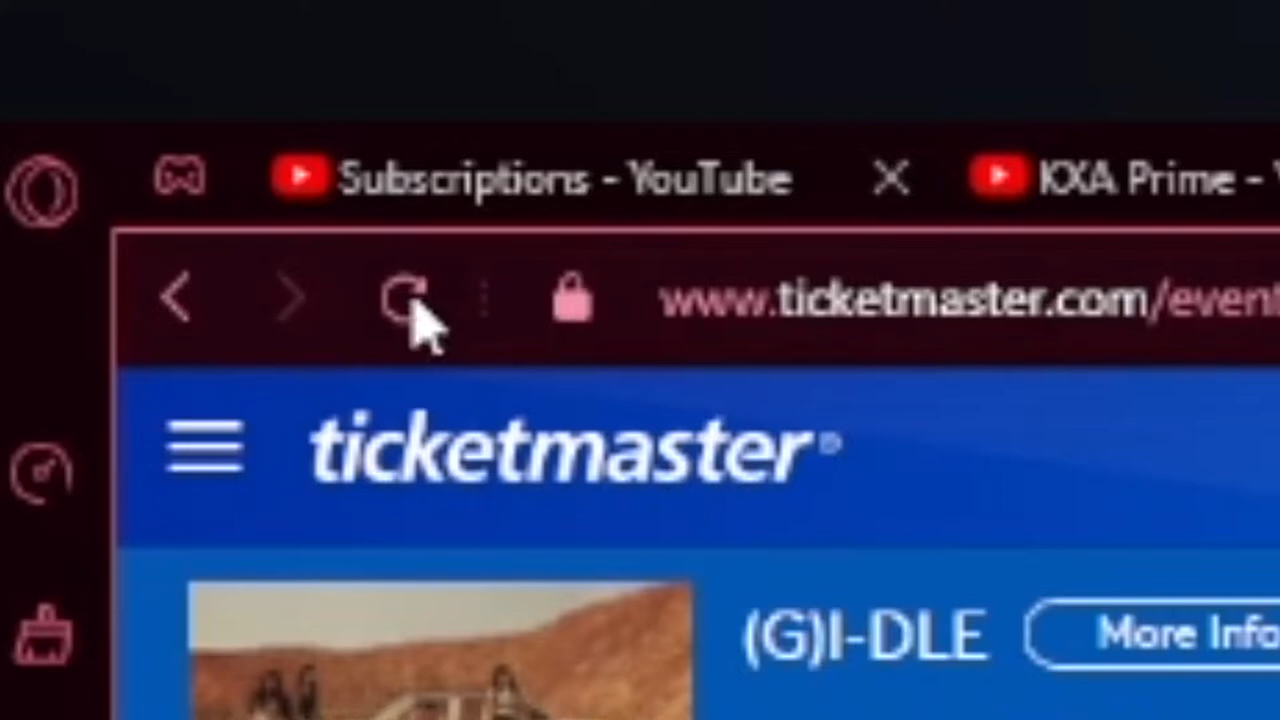 Subscriptions - YouTube
KXA Prime -
www.ticketmaster.com/event
ticketmaster®
(G)I-DLE
More Info